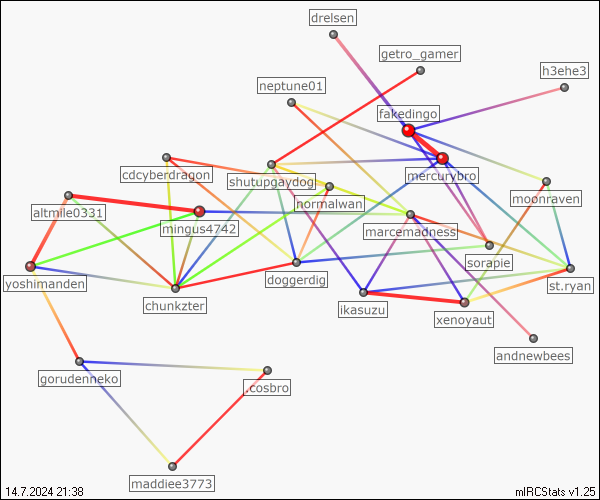 drelsen
getro_gamer
h3ehe3
neptune01
fakedingo
cdcyberdragon
shutupgaydog
mercurybro
moonraven
normalwan
altmile0331
mingus4742
marcemadness
sorapie
yoshimanden
chunkzter
doggerdig
ikasuzu
st.ryan
xenoyaut
andnewbees
gorudenneko
.cosbro
maddiee3773
14.7.2024 21:38
mIRCStats v1.25